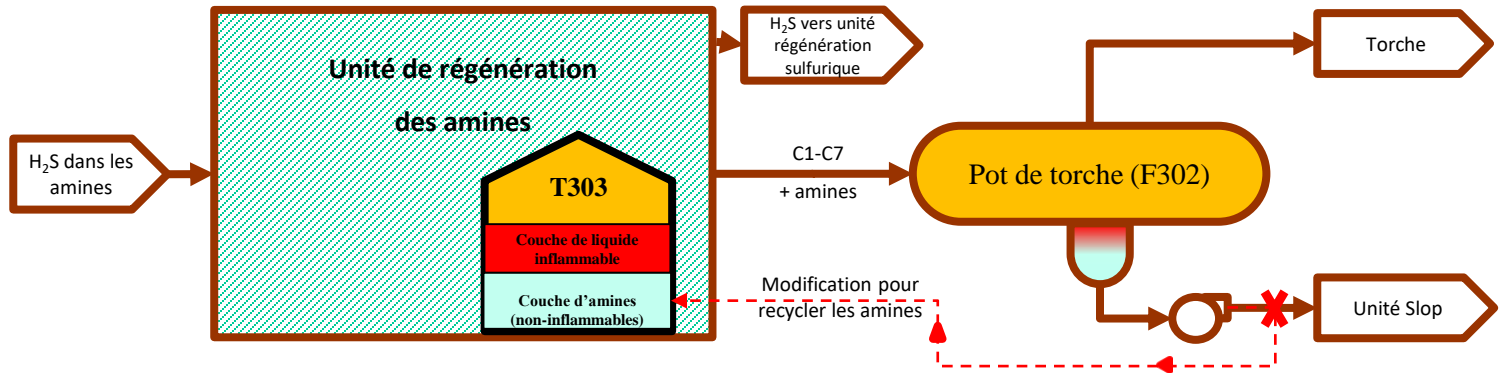 H₂S dans les
amines
Unité de régénération
des amines
T303
Couche de liquide
inflammable
Couche d'amines
(non-inflammables)
H₂S vers unité
régénération
sulfurique
C1-C7
+ amines
Pot de torche (F302)
Torche
Modification pour
recycler les amines
Unité Slop